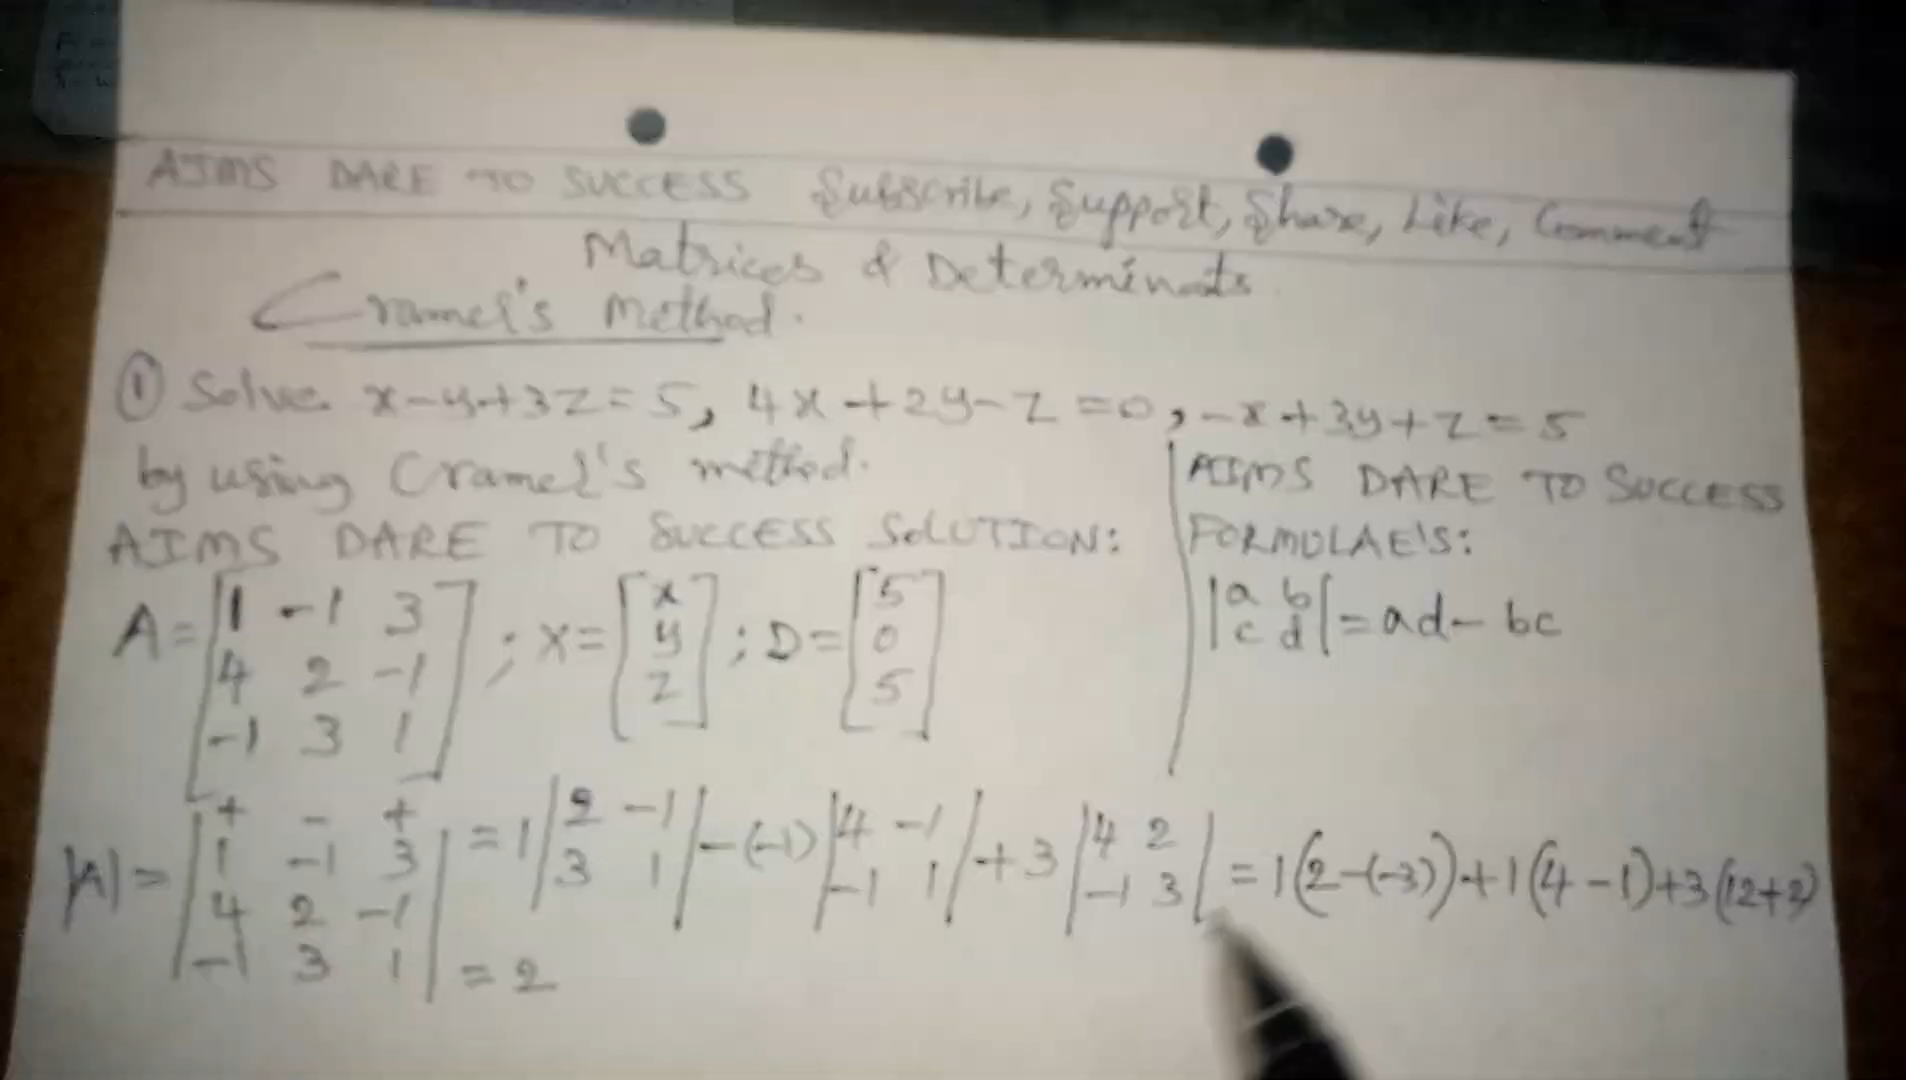 AIMS DARE TO SUCCESS Subscribe, Support, Share, Like, Comment
Matrices & Determinats
Cramer's Method.
① Solve x-y+3z=5, 4x+2y-z=0, -x+3y+z=5
by using Cramer's method.
AIMS DARE TO SUCCESS SOLUTION:
A=[1 -1 3; X=[x; D=[5
4 2 -1 y 0
-1 3 1] z] 5]
AIMS DARE TO SUCCESS
FORMULAE'S:
|a b
c d|=ad-bc
+ - +
|A|=|1 -1 3 =1|2 -1 -(-1)|4 -1 +3|4 2 =1(2-(-3))+1(4-1)+3(12+2)
4 2 -1 3 1| -1 1| -1 3|
-1 3 1| =2